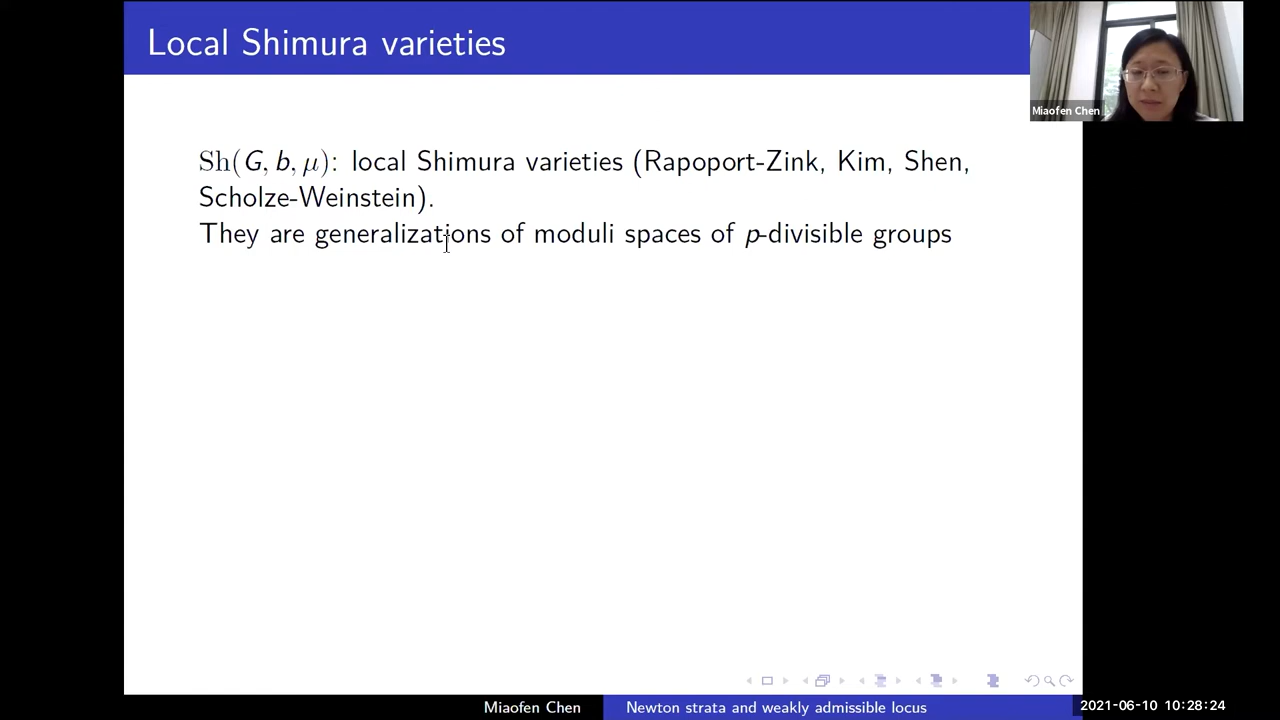 Local Shimura varieties
Miaofen Chen
Sh(G, b, μ): local Shimura varieties (Rapoport-Zink, Kim, Shen,
Scholze-Weinstein).
They are generalizations of moduli spaces of p-divisible groups
Miaofen Chen
Newton strata and weakly admissible locus
2021-06-10 10:28:24